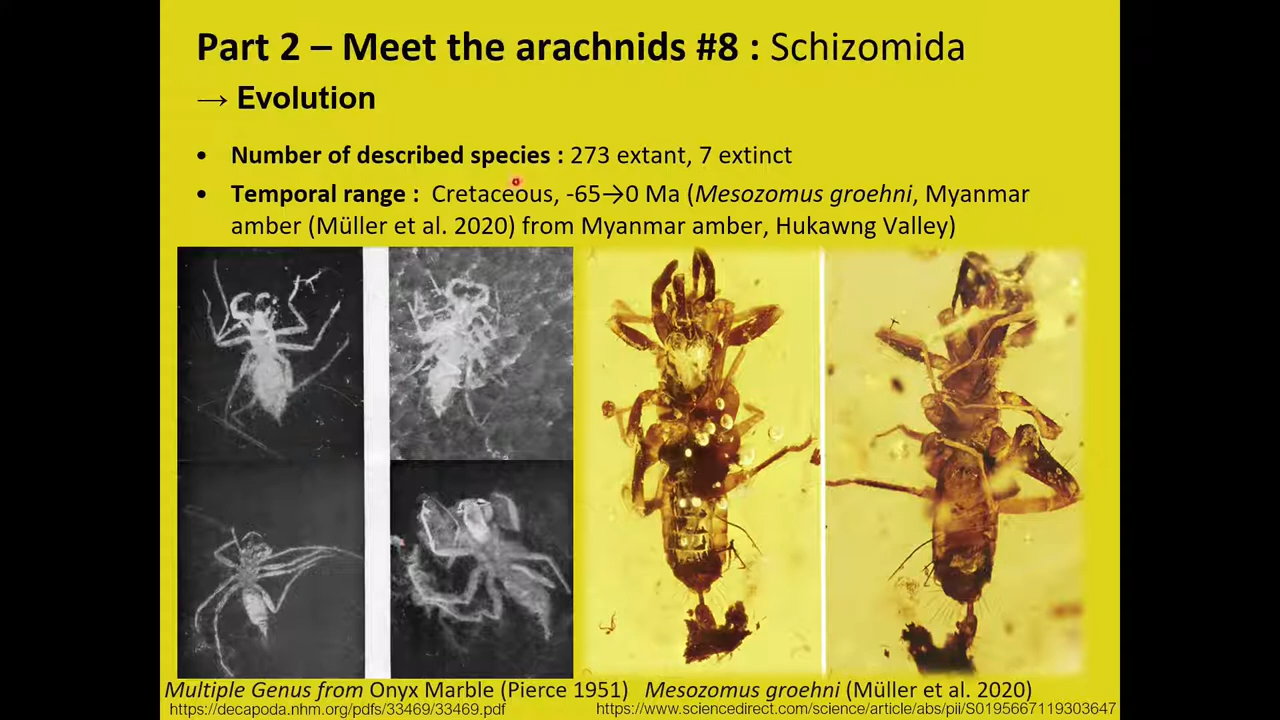 Part 2 – Meet the arachnids #8 : Schizomida
→ Evolution
• Number of described species : 273 extant, 7 extinct
• Temporal range : Cretaceous, -65→0 Ma (Mesozomus groehni, Myanmar
amber (Müller et al. 2020) from Myanmar amber, Hukawng Valley)
Multiple Genus from Onyx Marble (Pierce 1951)
Mesozomus groehni (Müller et al. 2020)
https://decapoda.nhm.org/pdfs/33469/33469.pdf
https://www.sciencedirect.com/science/article/abs/pii/S0195667119303647